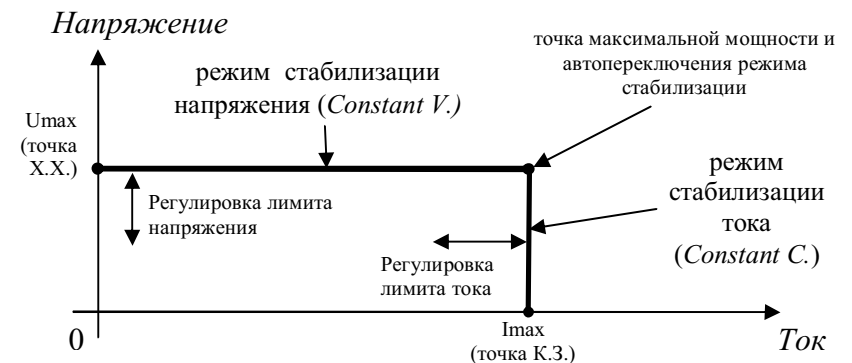 Напряжение
точка максимальной мощности и
автопереключения режима
стабилизации
режим стабилизации
напряжения (Constant V.)
Umax
(точка
Х.Х.)
режим
стабилизации
тока
(Constant C.)
Регулировка лимита
напряжения
Регулировка
лимита тока
0
Imax
(точка К.З.)
Ток